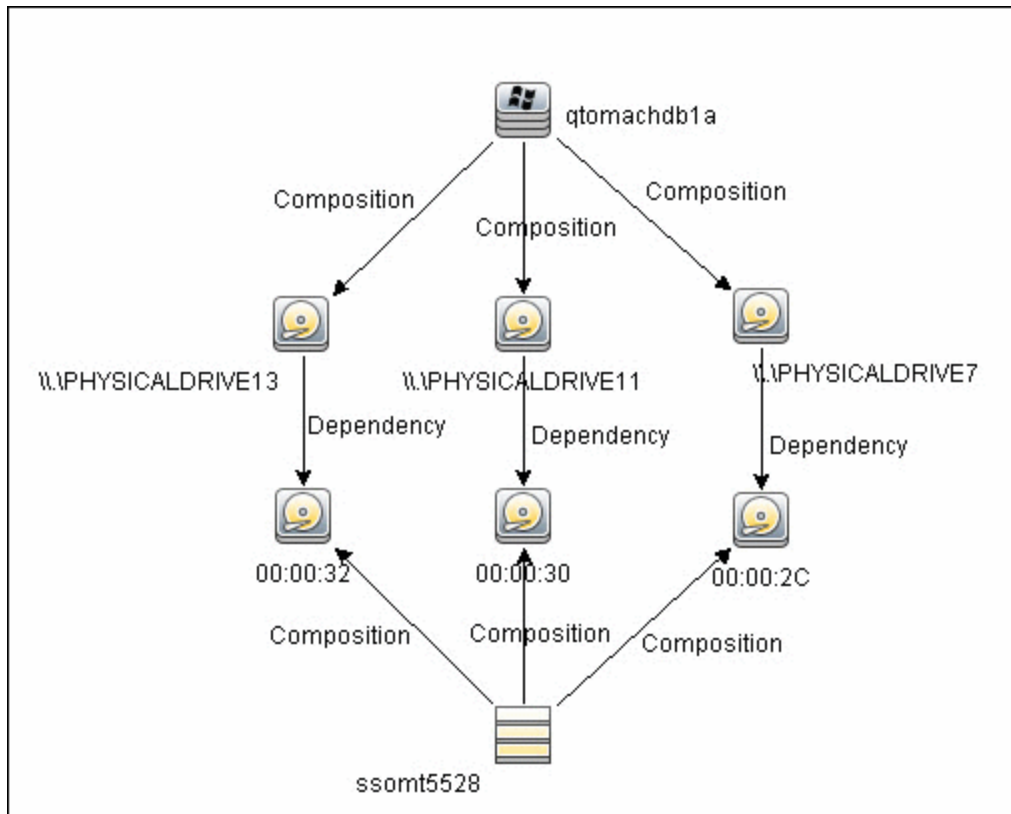 qtomachdb1a
Composition
Composition
Composition
\\.\PHYSICALDRIVE13
\\.\PHYSICALDRIVE11
\\.\PHYSICALDRIVE7
Dependency
Dependency
Dependency
00:00:32
00:00:30
00:00:2C
Composition
Composition
Composition
ssomt5528